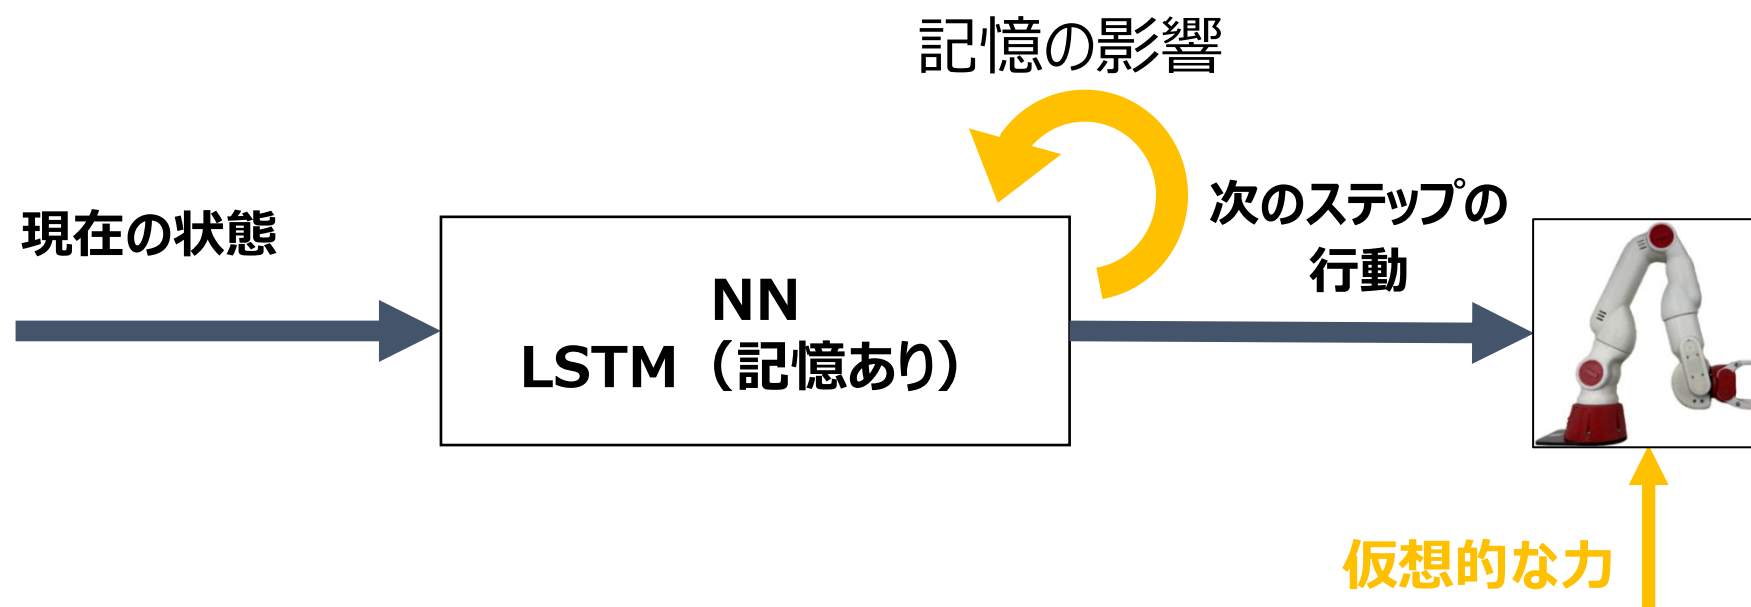 記憶の影響
現在の状態
次のステップの
行動
NN
LSTM（記憶あり）
仮想的な力